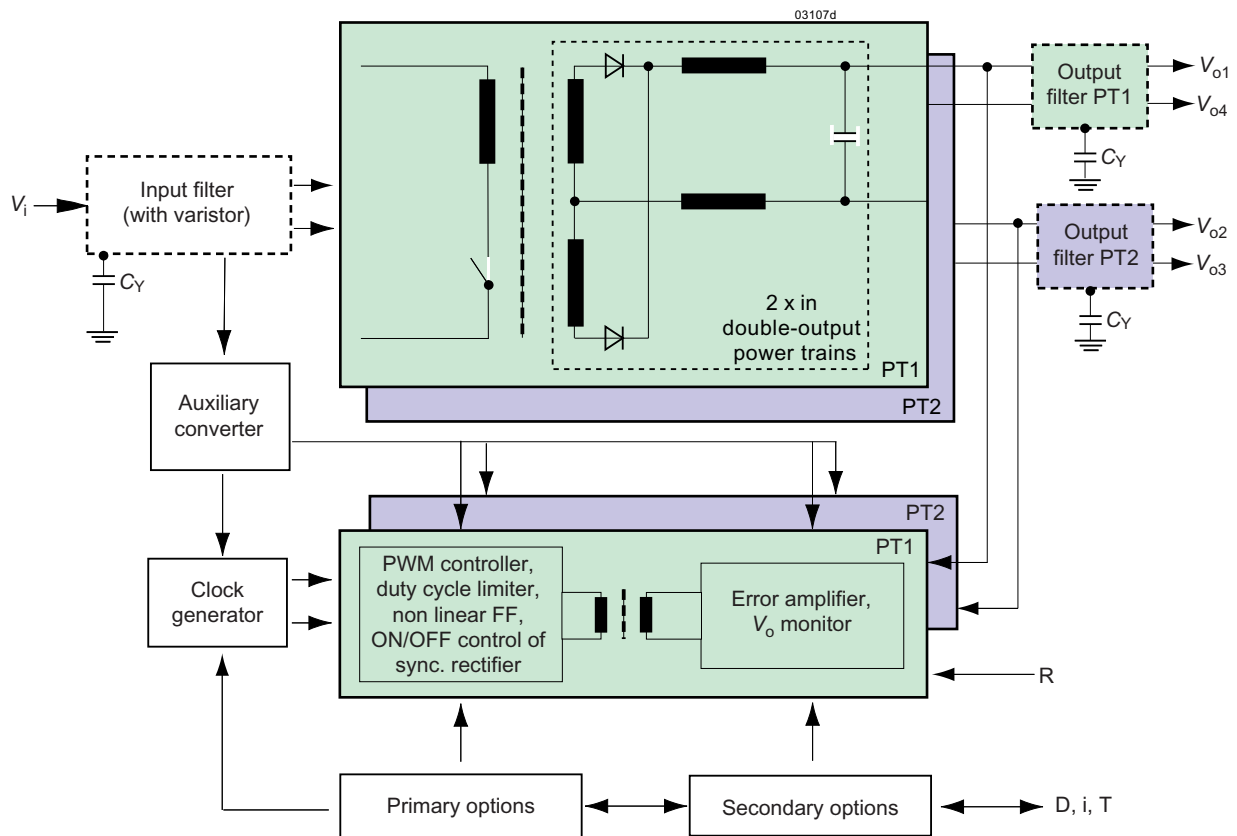 03107d
Output
filter PT1
Vo1
Vo4
CY
Input filter
(with varistor)
Vi
CY
Output
filter PT2
Vo2
Vo3
CY
2 x in
double-output
power trains
PT1
PT2
Auxiliary
converter
PT2
PT1
PWM controller,
duty cycle limiter,
non linear FF,
ON/OFF control of
sync. rectifier
Error amplifier,
Vo monitor
Clock
generator
R
Primary options
Secondary options
D, i, T